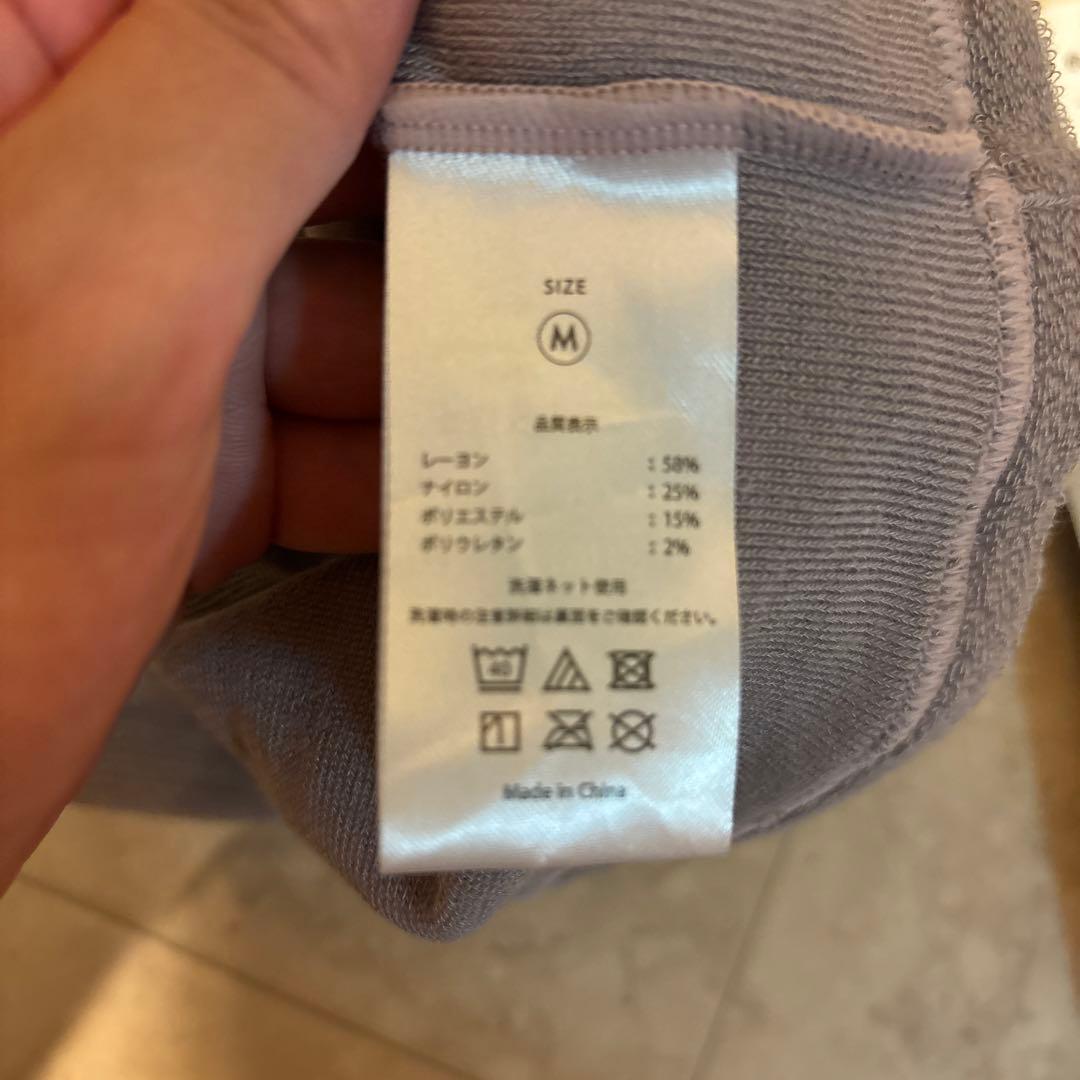 SIZE
M
品質表示
レーヨン :58%
ナイロン :25%
ポリエステル :15%
ポリウレタン :2%
洗濯ネット使用
洗濯時の注意詳細は裏面をご確認ください。
40
Made in China